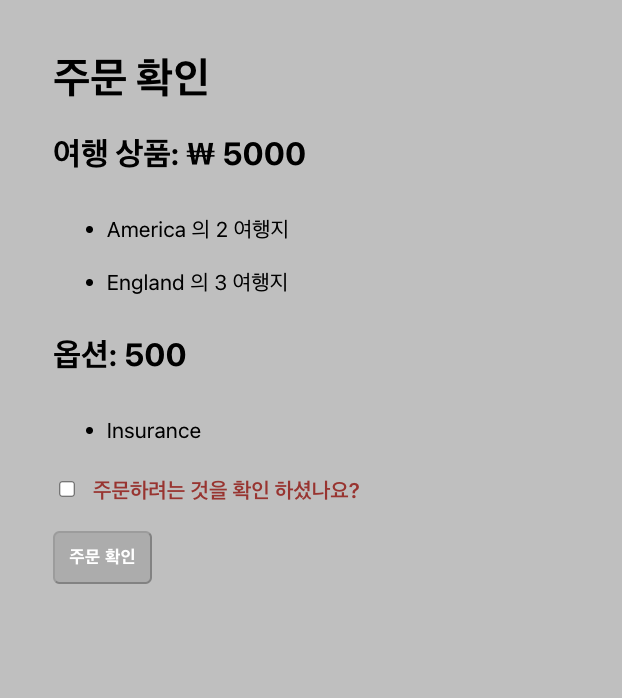 주문 확인
여행 상품: ₩ 5000
America 의 2 여행지
England 의 3 여행지
옵션: 500
Insurance
주문하려는 것을 확인 하셨나요?
주문 확인